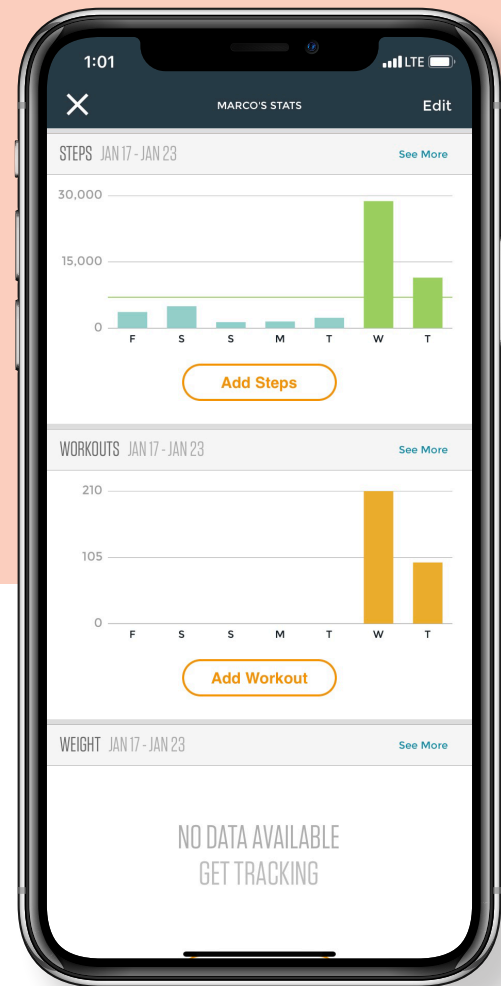 1:01 LTE
MARCO'S STATS Edit
STEPS JAN 17 - JAN 23 See More
30,000
15,000
0
F S S M T W T
Add Steps
WORKOUTS JAN 17 - JAN 23 See More
210
105
0
F S S M T W T
Add Workout
WEIGHT JAN 17 - JAN 23 See More
NO DATA AVAILABLE
GET TRACKING